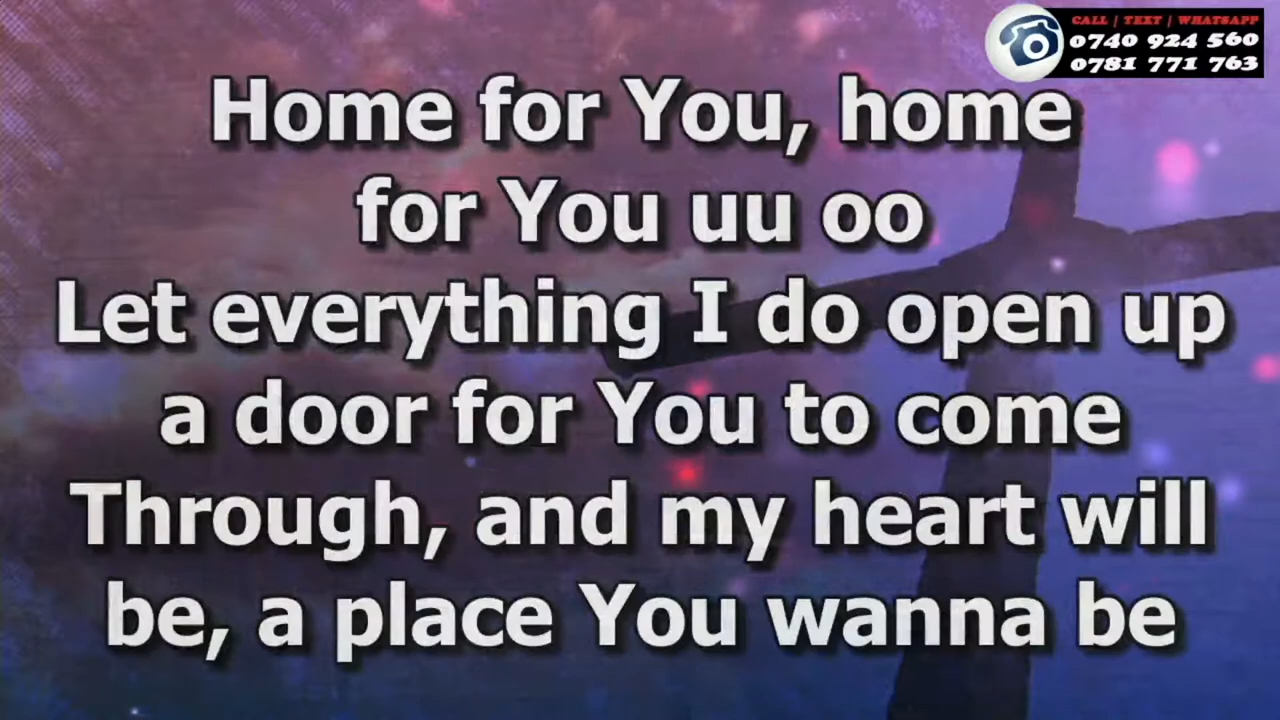 CALL | TEXT | WHATSAPP
0740 924 560
0781 771 763
Home for You, home
for You uu oo
Let everything I do open up
a door for You to come
Through, and my heart will
be, a place You wanna be